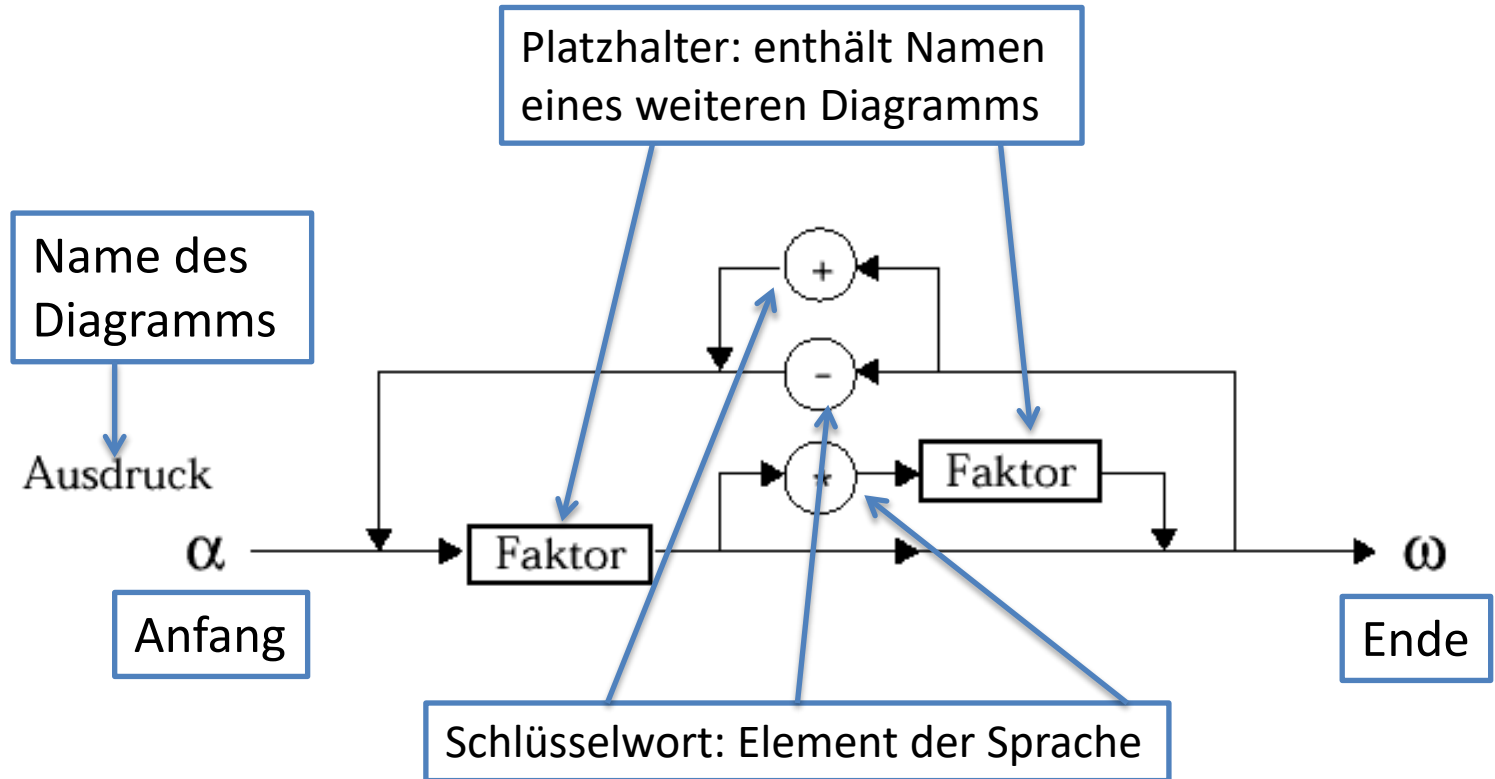 Platzhalter: enthält Namen
eines weiteren Diagramms
Name des
Diagramms
+
-
Ausdruck
*
Faktor
α
Faktor
ω
Anfang
Ende
Schlüsselwort: Element der Sprache